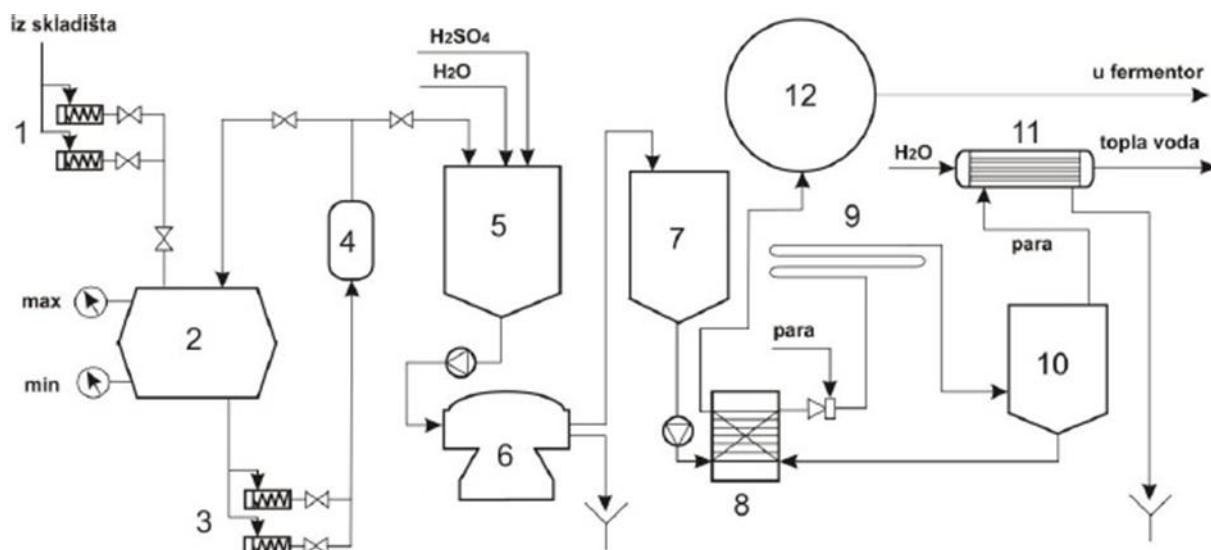 iz skladišta
1
H₂SO₄
H₂O
12
u fermentor
11
topla voda
H₂O
4
5
7
9
para
max
2
min
para
10
6
3
8